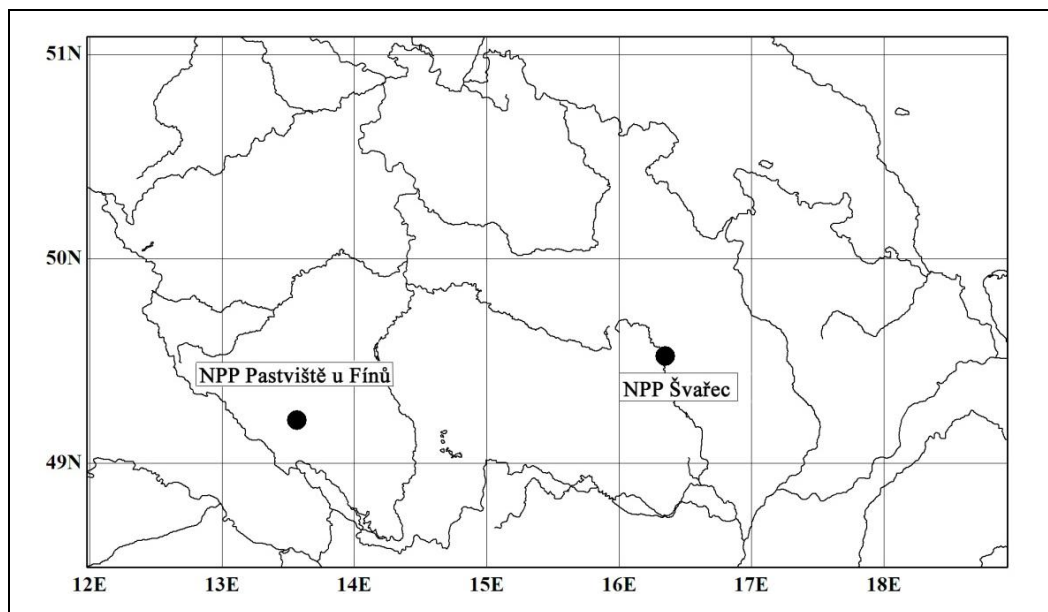 51N
50N
NPP Pastviště u Fínů
NPP Švařec
49N
12E 13E 14E 15E 16E 17E 18E